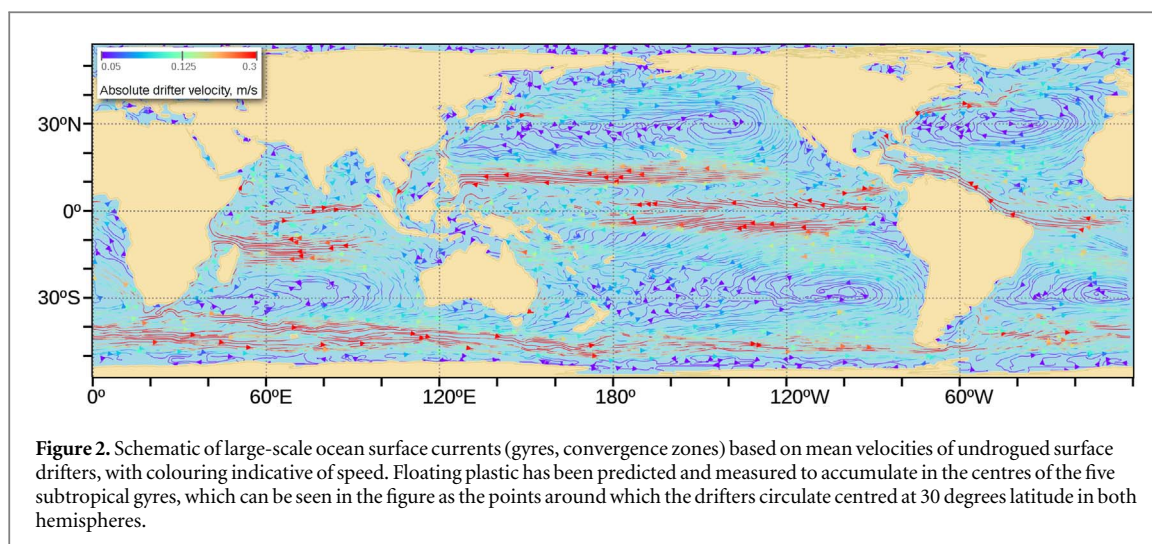 0.05 0.125 0.3
Absolute drifter velocity, m/s
30ºN
0º
30ºS
0º 60ºE 120ºE 180º 120ºW 60ºW
Figure 2. Schematic of large-scale ocean surface currents (gyres, convergence zones) based on mean velocities of undrogued surface
drifters, with colouring indicative of speed. Floating plastic has been predicted and measured to accumulate in the centres of the five
subtropical gyres, which can be seen in the figure as the points around which the drifters circulate centred at 30 degrees latitude in both
hemispheres.